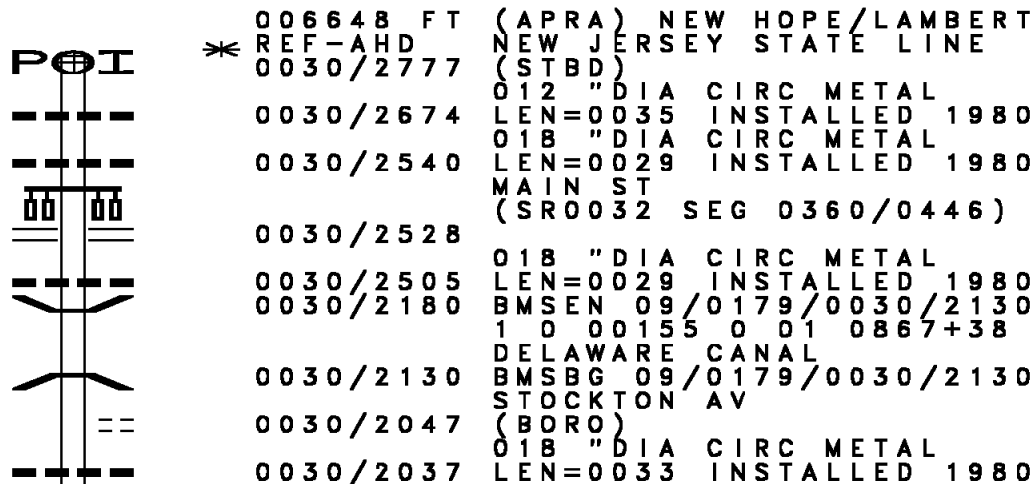 006648 FT (APRA) NEW HOPE/LAMBERT
* REF-AHD NEW JERSEY STATE LINE
POI 0030/2777 (STBD)
012 "DIA CIRC METAL
0030/2674 LEN=0035 INSTALLED 1980
018 "DIA CIRC METAL
0030/2540 LEN=0029 INSTALLED 1980
MAIN ST
(SR0032 SEG 0360/0446)
0030/2528
018 "DIA CIRC METAL
0030/2505 LEN=0029 INSTALLED 1980
0030/2180 BMSEN 09/0179/0030/2130
1 0 00155 0 01 0867+38
DELAWARE CANAL
0030/2130 BMSBG 09/0179/0030/2130
STOCKTON AV
0030/2047 (BORO)
018 "DIA CIRC METAL
0030/2037 LEN=0033 INSTALLED 1980